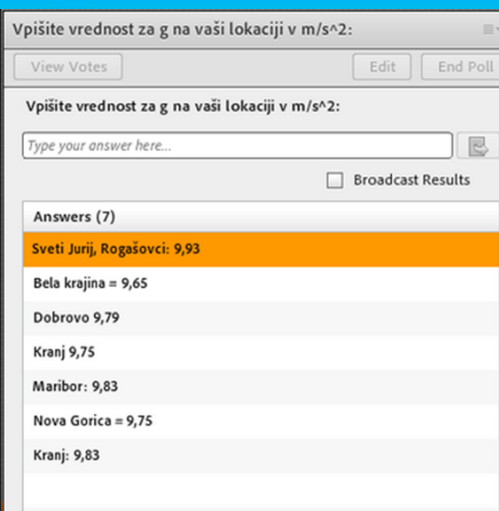 Vpišite vrednost za g na vaši lokaciji v m/s^2:
View Votes
Edit
End Poll
Vpišite vrednost za g na vaši lokaciji v m/s^2:
Type your answer here...
Broadcast Results
Answers (7)
Sveti Jurij, Rogašovci: 9,93
Bela krajina = 9,65
Dobrovo 9,79
Kranj 9,75
Maribor: 9,83
Nova Gorica = 9,75
Kranj: 9,83